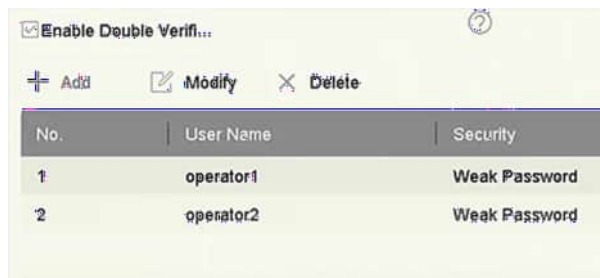 Enable Double Verifi...
Add Modify Delete
No. User Name Security
1 operator1 Weak Password
2 operator2 Weak Password